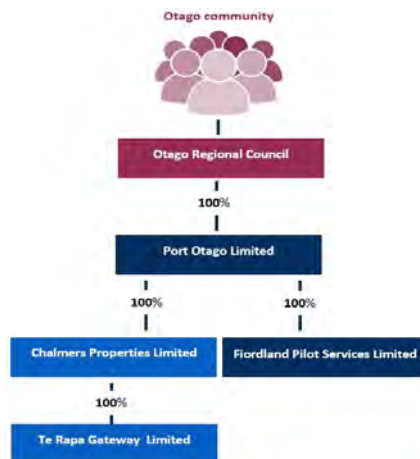 Otago community
Otago Regional Council
100%
Port Otago Limited
100%
100%
Chalmers Properties Limited
Fiordland Pilot Services Limited
100%
Te Rapa Gateway Limited